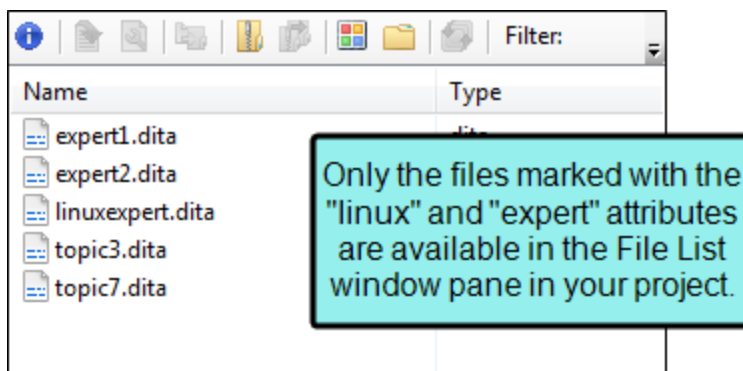 Filter:
Name Type
expert1.dita
expert2.dita
linuxexpert.dita
topic3.dita
topic7.dita
Only the files marked with the
"linux" and "expert" attributes
are available in the File List
window pane in your project.